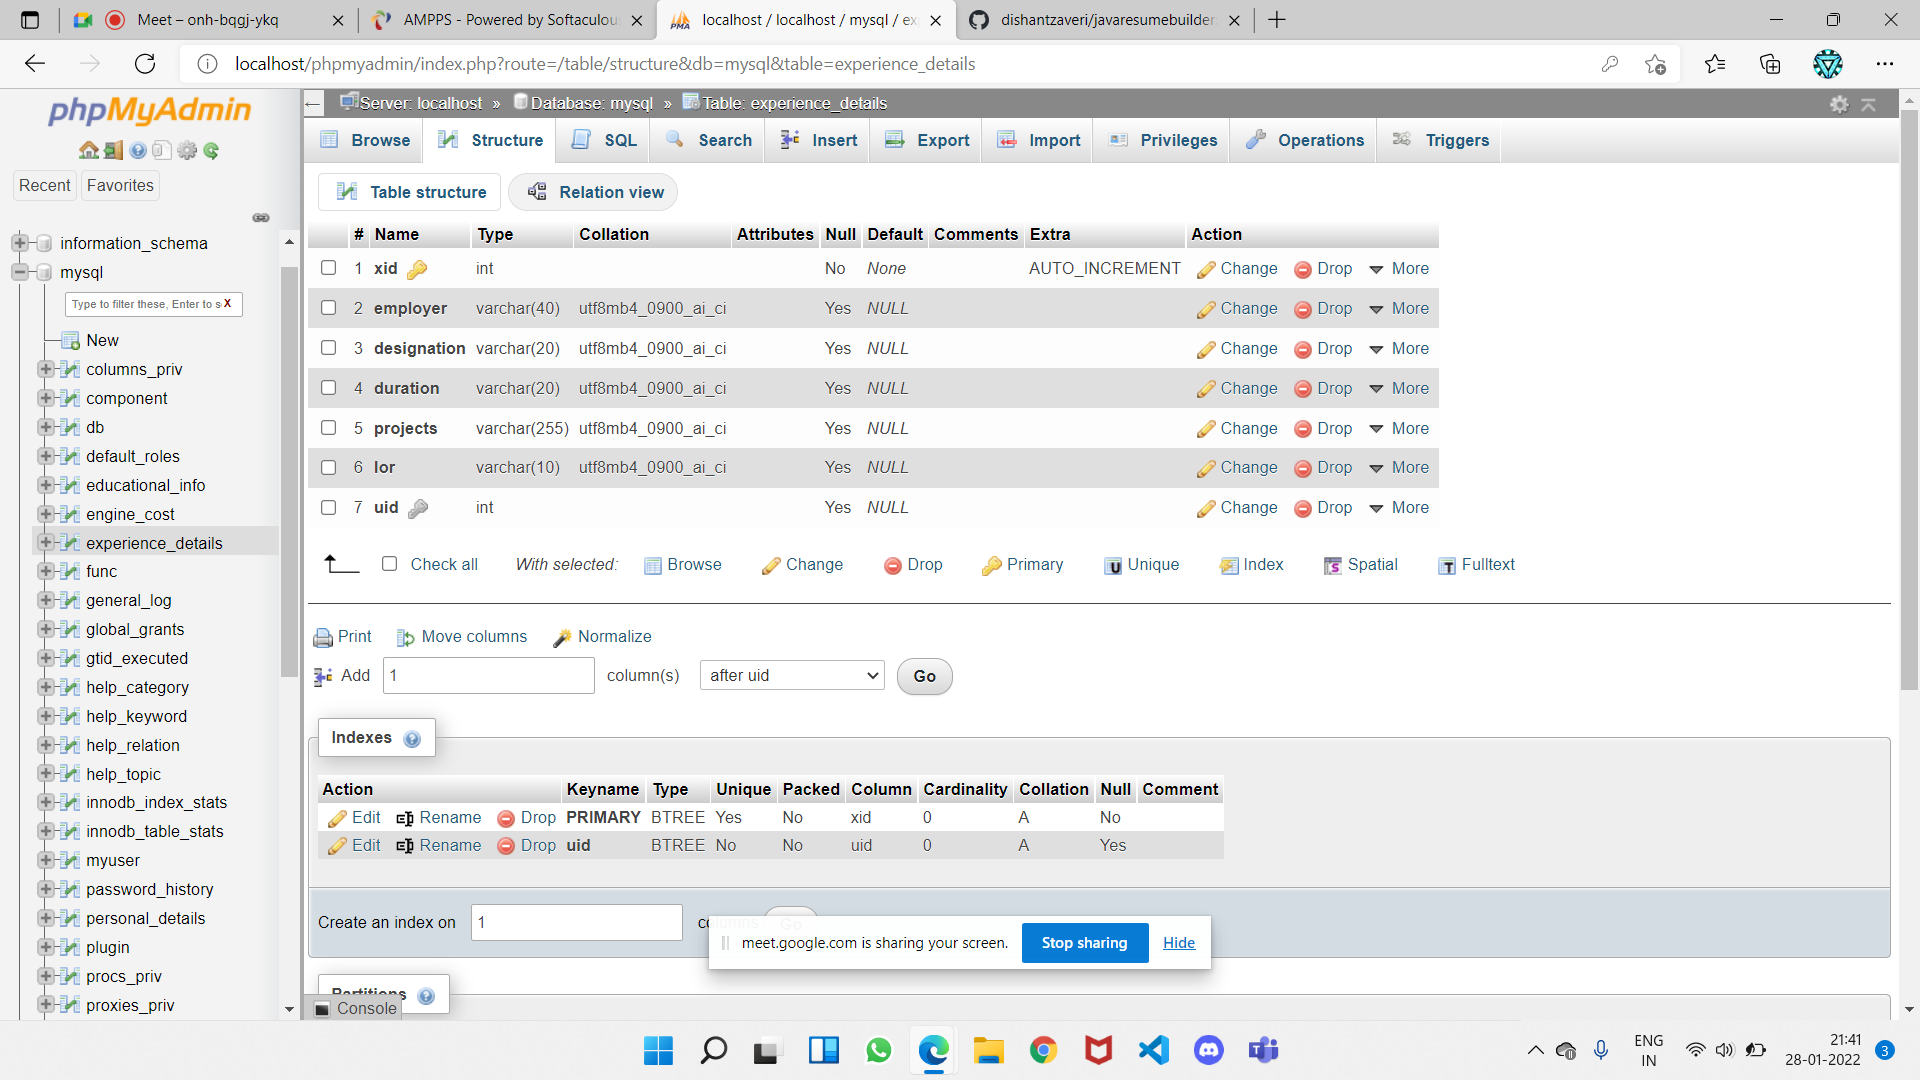 Meet – onh-bqgj-ykq
AMPPS - Powered by Softaculou
localhost / localhost / mysql / ex
dishantzaveri/javaresumebuilder
localhost/phpmyadmin/index.php?route=/table/structure&db=mysql&table=experience_details
phpMyAdmin
Recent Favorites
information_schema
mysql
Type to filter these, Enter to s X
New
columns_priv
component
db
default_roles
educational_info
engine_cost
experience_details
func
general_log
global_grants
gtid_executed
help_category
help_keyword
help_relation
help_topic
innodb_index_stats
innodb_table_stats
myuser
password_history
personal_details
plugin
procs_priv
proxies_priv
Server: localhost » Database: mysql » Table: experience_details
Browse Structure SQL Search Insert Export Import Privileges Operations Triggers
Table structure Relation view
# Name Type Collation Attributes Null Default Comments Extra Action
1 xid int No None AUTO_INCREMENT Change Drop More
2 employer varchar(40) utf8mb4_0900_ai_ci Yes NULL Change Drop More
3 designation varchar(20) utf8mb4_0900_ai_ci Yes NULL Change Drop More
4 duration varchar(20) utf8mb4_0900_ai_ci Yes NULL Change Drop More
5 projects varchar(255) utf8mb4_0900_ai_ci Yes NULL Change Drop More
6 lor varchar(10) utf8mb4_0900_ai_ci Yes NULL Change Drop More
7 uid int Yes NULL Change Drop More
Check all With selected: Browse Change Drop Primary Unique Index Spatial Fulltext
Print Move columns Normalize
Add 1 column(s) after uid Go
Indexes
Action Keyname Type Unique Packed Column Cardinality Collation Null Comment
Edit Rename Drop PRIMARY BTREE Yes No xid 0 A No
Edit Rename Drop uid BTREE No No uid 0 A Yes
Create an index on 1 columns Go
meet.google.com is sharing your screen. Stop sharing Hide
Partitions
Console
ENG
IN
21:41
28-01-2022
3